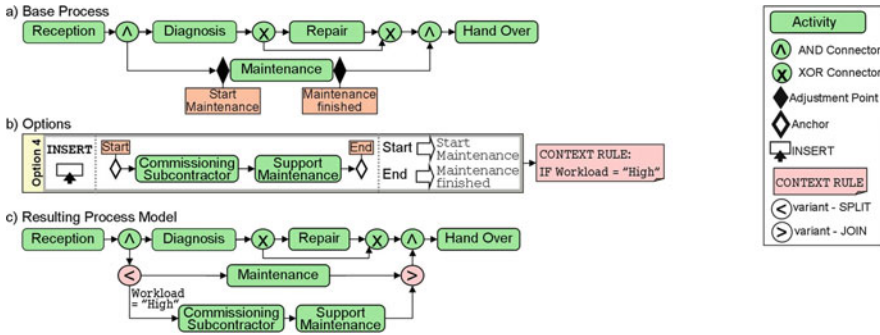 a) Base Process
Reception
Diagnosis
Repair
Hand Over
Maintenance
Start
Maintenance
Maintenance
finished
b) Options
Option 4
INSERT
Start
Commissioning
Subcontractor
Support
Maintenance
End
Start
Start
Maintenance
End
Maintenance
finished
CONTEXT RULE:
IF Workload = "High"
c) Resulting Process Model
Reception
Diagnosis
Repair
Hand Over
Maintenance
Workload
= "High"
Commissioning
Subcontractor
Support
Maintenance
Activity
AND Connector
XOR Connector
Adjustment Point
Anchor
INSERT
CONTEXT RULE
variant - SPLIT
variant - JOIN